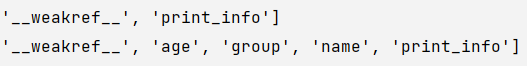 '__weakref__', 'print_info']
'__weakref__', 'age', 'group', 'name', 'print_info']